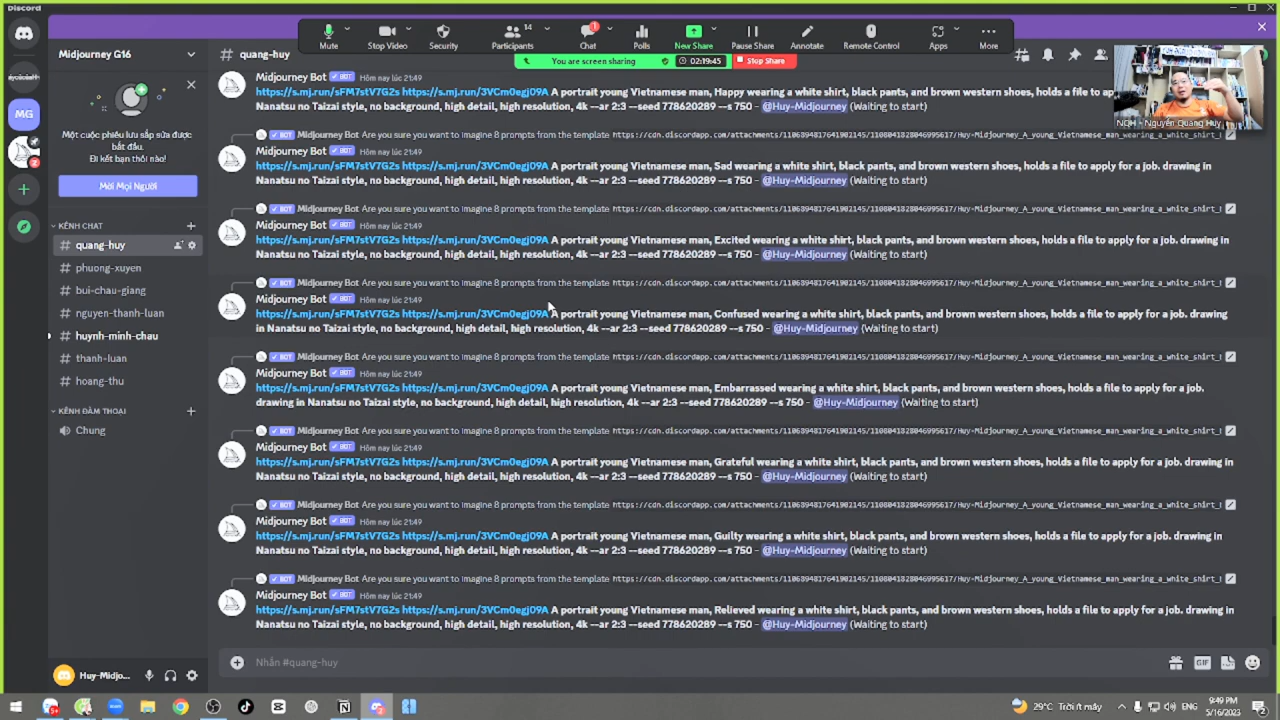 Discord
Mute
Stop Video
Security
14
Participants
1
Chat
Polls
New Share
Pause Share
Annotate
Remote Control
Apps
More
You are screen sharing
02:19:45
Stop Share
Midjourney G16
# quang-huy
MG
2
Một cuộc phiêu lưu sắp sửa được
bắt đầu.
Đi kết bạn thôi nào!
Mời Mọi Người
KÊNH CHAT
# quang-huy
# phuong-xuyen
# bui-chau-giang
# nguyen-thanh-luan
# huynh-minh-chau
# thanh-luan
# hoang-thu
KÊNH ĐÀM THOẠI
Chung
Huy-Midjo...
Midjourney Bot BOT Hôm nay lúc 21:49
https://s.mj.run/sFM7stV7G2s https://s.mj.run/3VCm0egj09A A portrait young Vietnamese man, Happy wearing a white shirt, black pants, and brown western shoes, holds a file to app
Nanatsu no Taizai style, no background, high detail, high resolution, 4k --ar 2:3 --seed 778620289 --s 750 - @Huy-Midjourney (Waiting to start)
BOT Midjourney Bot Are you sure you want to Imagine 8 prompts from the template
Midjourney Bot BOT Hôm nay lúc 21:49
https://s.mj.run/sFM7stV7G2s https://s.mj.run/3VCm0egj09A A portrait young Vietnamese man, Sad wearing a white shirt, black pants, and brown western shoes, holds a file to apply for a job. drawing in
Nanatsu no Taizai style, no background, high detail, high resolution, 4k --ar 2:3 --seed 778620289 --s 750 - @Huy-Midjourney (Waiting to start)
BOT Midjourney Bot Are you sure you want to Imagine 8 prompts from the template
Midjourney Bot BOT Hôm nay lúc 21:49
https://s.mj.run/sFM7stV7G2s https://s.mj.run/3VCm0egj09A A portrait young Vietnamese man, Excited wearing a white shirt, black pants, and brown western shoes, holds a file to apply for a job. drawing in
Nanatsu no Taizai style, no background, high detail, high resolution, 4k --ar 2:3 --seed 778620289 --s 750 - @Huy-Midjourney (Waiting to start)
BOT Midjourney Bot Are you sure you want to Imagine 8 prompts from the template
Midjourney Bot BOT Hôm nay lúc 21:49
https://s.mj.run/sFM7stV7G2s https://s.mj.run/3VCm0egj09A A portrait young Vietnamese man, Confused wearing a white shirt, black pants, and brown western shoes, holds a file to apply for a job. drawing
in Nanatsu no Taizai style, no background, high detail, high resolution, 4k --ar 2:3 --seed 778620289 --s 750 - @Huy-Midjourney (Waiting to start)
BOT Midjourney Bot Are you sure you want to Imagine 8 prompts from the template
Midjourney Bot BOT Hôm nay lúc 21:49
https://s.mj.run/sFM7stV7G2s https://s.mj.run/3VCm0egj09A A portrait young Vietnamese man, Embarrassed wearing a white shirt, black pants, and brown western shoes, holds a file to apply for a job.
drawing in Nanatsu no Taizai style, no background, high detail, high resolution, 4k --ar 2:3 --seed 778620289 --s 750 - @Huy-Midjourney (Waiting to start)
BOT Midjourney Bot Are you sure you want to Imagine 8 prompts from the template
Midjourney Bot BOT Hôm nay lúc 21:49
https://s.mj.run/sFM7stV7G2s https://s.mj.run/3VCm0egj09A A portrait young Vietnamese man, Grateful wearing a white shirt, black pants, and brown western shoes, holds a file to apply for a job. drawing in
Nanatsu no Taizai style, no background, high detail, high resolution, 4k --ar 2:3 --seed 778620289 --s 750 - @Huy-Midjourney (Waiting to start)
BOT Midjourney Bot Are you sure you want to Imagine 8 prompts from the template
Midjourney Bot BOT Hôm nay lúc 21:49
https://s.mj.run/sFM7stV7G2s https://s.mj.run/3VCm0egj09A A portrait young Vietnamese man, Guilty wearing a white shirt, black pants, and brown western shoes, holds a file to apply for a job. drawing in
Nanatsu no Taizai style, no background, high detail, high resolution, 4k --ar 2:3 --seed 778620289 --s 750 - @Huy-Midjourney (Waiting to start)
BOT Midjourney Bot Are you sure you want to Imagine 8 prompts from the template
Midjourney Bot BOT Hôm nay lúc 21:49
https://s.mj.run/sFM7stV7G2s https://s.mj.run/3VCm0egj09A A portrait young Vietnamese man, Relieved wearing a white shirt, black pants, and brown western shoes, holds a file to apply for a job. drawing in
Nanatsu no Taizai style, no background, high detail, high resolution, 4k --ar 2:3 --seed 778620289 --s 750 - @Huy-Midjourney (Waiting to start)
NQH - Nguyễn Quang Huy
Nhắn #quang-huy
GIF
29°C Trời ít mây
ENG
9:49 PM
5/16/2023
2